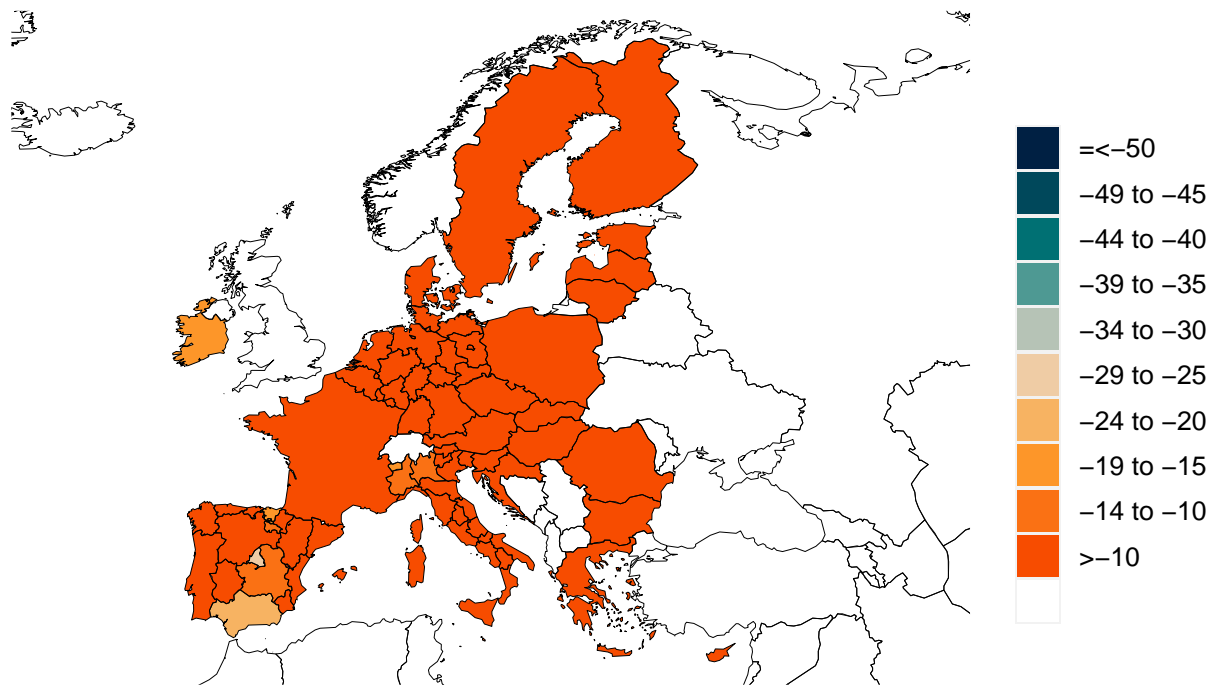 =<−50
−49 to −45
−44 to −40
−39 to −35
−34 to −30
−29 to −25
−24 to −20
−19 to −15
−14 to −10
>−10